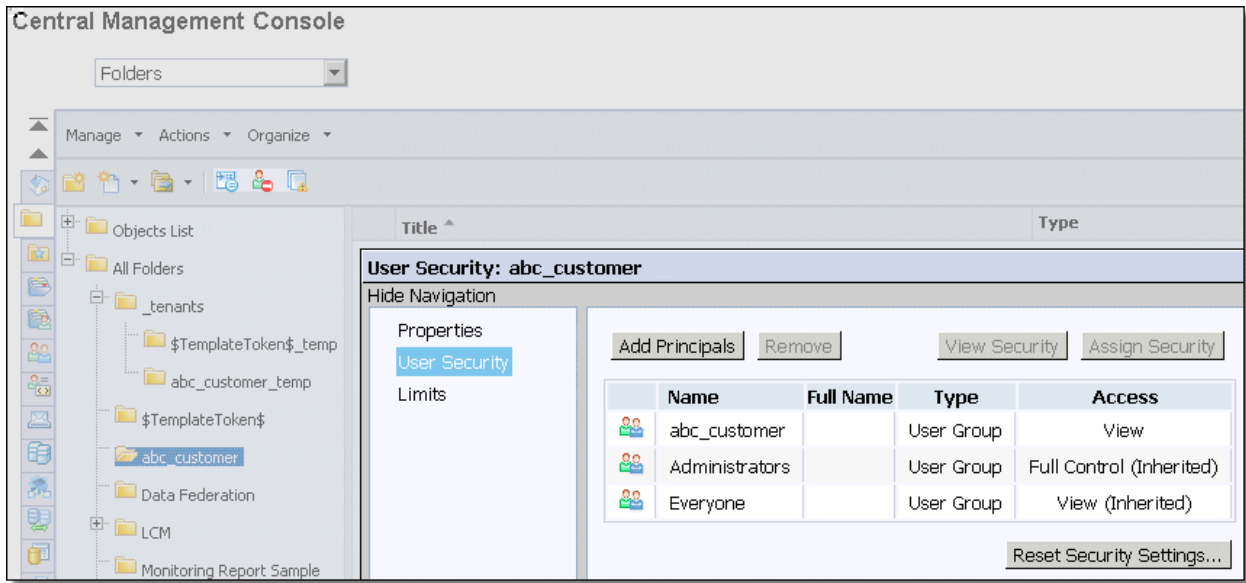 Central Management Console
Folders
Manage Actions Organize
Title Type
Objects List
All Folders
_tenants
$TemplateToken$_temp
abc_customer_temp
$TemplateToken$
abc_customer
Data Federation
LCM
Monitoring Report Sample
User Security: abc_customer
Hide Navigation
Properties
User Security
Limits
Add Principals Remove View Security Assign Security
Name Full Name Type Access
abc_customer User Group View
Administrators User Group Full Control (Inherited)
Everyone User Group View (Inherited)
Reset Security Settings...